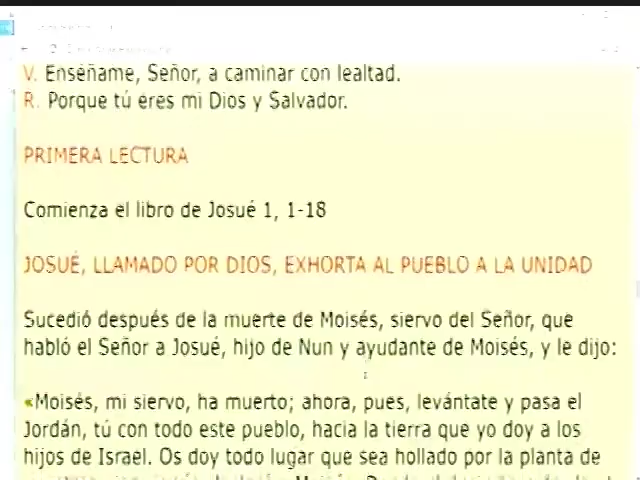 V. Enséñame, Señor, a caminar con lealtad.
R. Porque tú eres mi Dios y Salvador.
PRIMERA LECTURA
Comienza el libro de Josué 1, 1-18
JOSUÉ, LLAMADO POR DIOS, EXHORTA AL PUEBLO A LA UNIDAD
Sucedió después de la muerte de Moisés, siervo del Señor, que
habló el Señor a Josué, hijo de Nun y ayudante de Moisés, y le dijo:
«Moisés, mi siervo, ha muerto; ahora, pues, levántate y pasa el
Jordán, tú con todo este pueblo, hacia la tierra que yo doy a los
hijos de Israel. Os doy todo lugar que sea hollado por la planta de